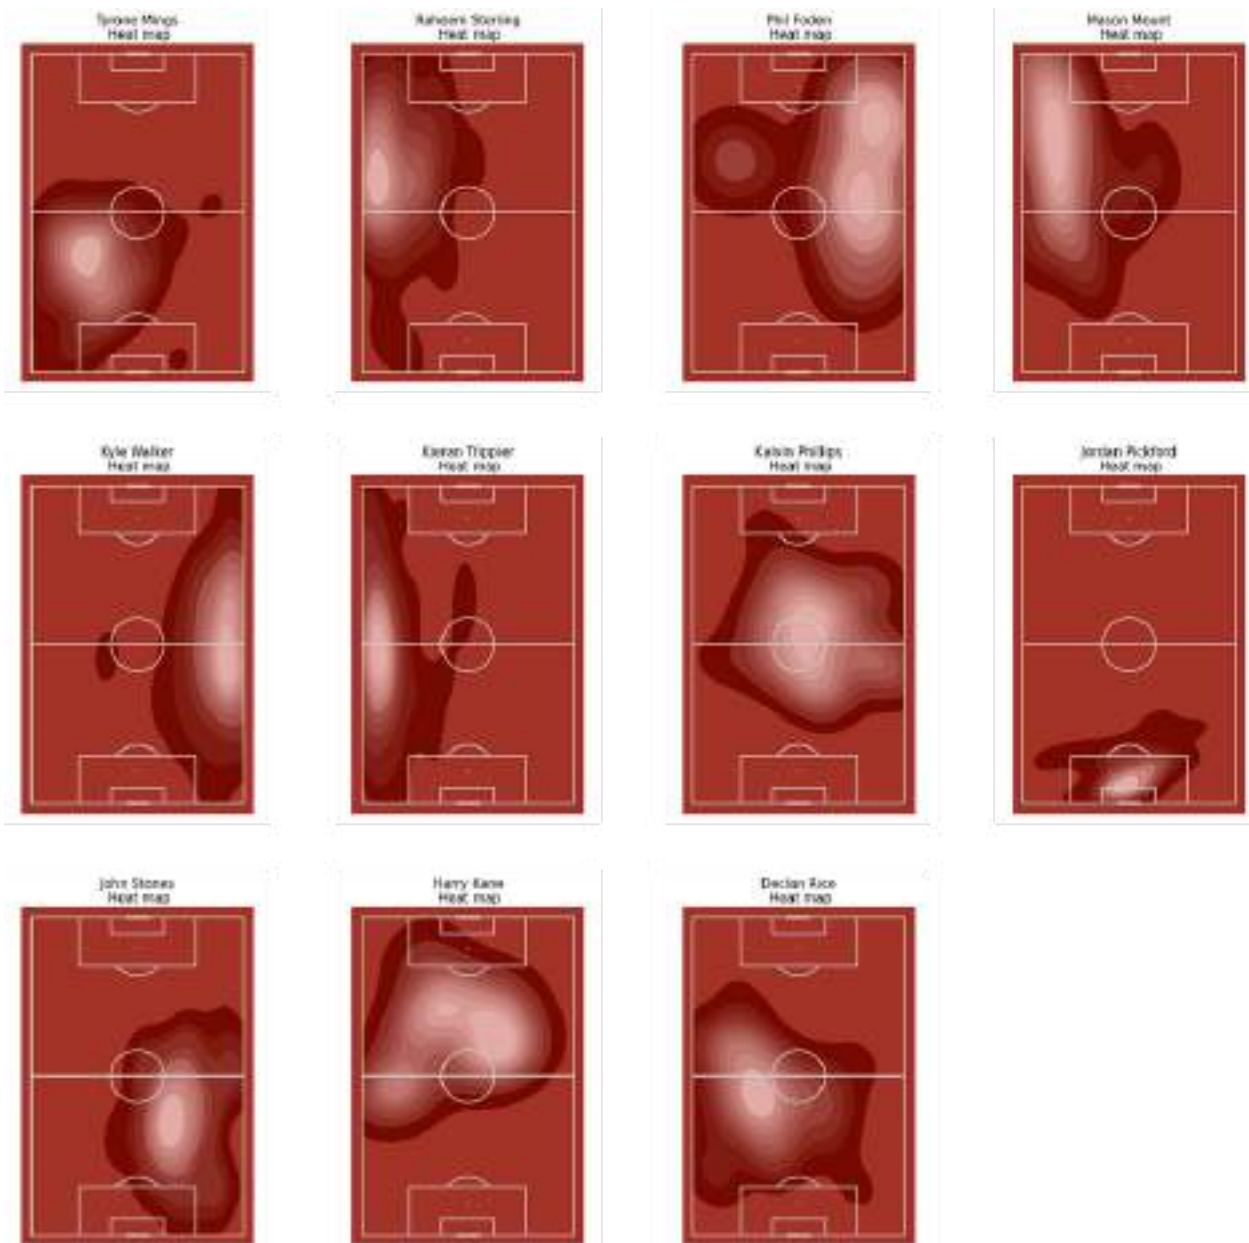 Tyrone Mings
Heat map
Raheem Sterling
Heat map
Phil Foden
Heat map
Mason Mount
Heat map
Kyle Walker
Heat map
Kieran Trippier
Heat map
Kalvin Phillips
Heat map
Jordan Pickford
Heat map
John Stones
Heat map
Harry Kane
Heat map
Declan Rice
Heat map